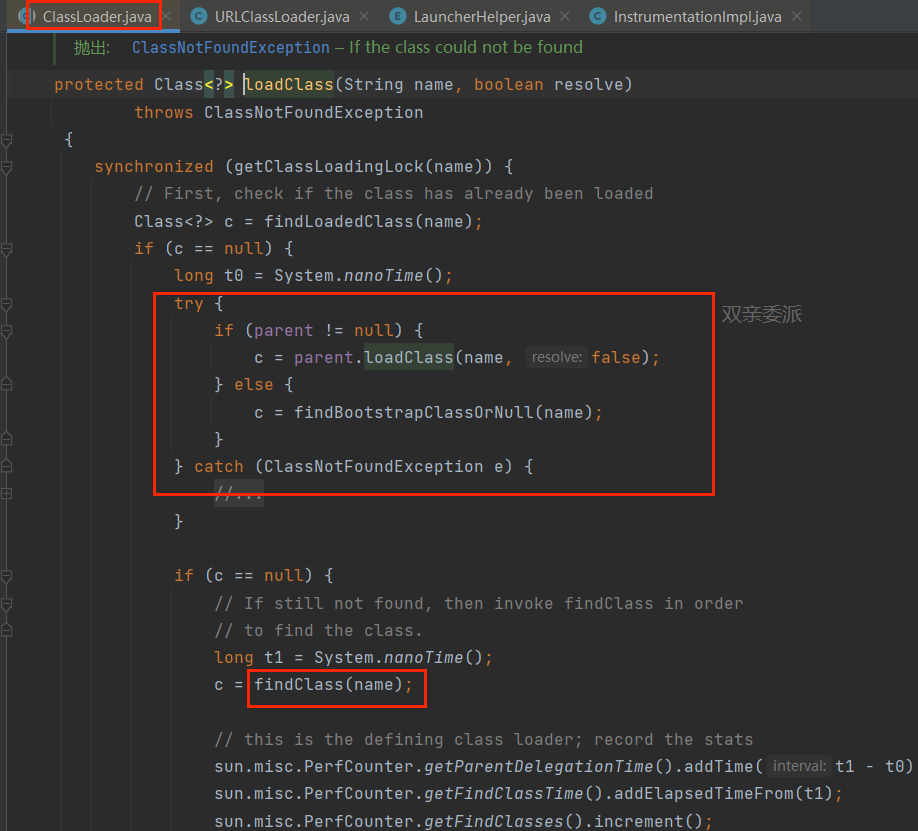 ClassLoader.java
URLClassLoader.java
LauncherHelper.java
InstrumentationImpl.java
抛出: ClassNotFoundException – If the class could not be found
protected Class<?> loadClass(String name, boolean resolve)
throws ClassNotFoundException
{
synchronized (getClassLoadingLock(name)) {
// First, check if the class has already been loaded
Class<?> c = findLoadedClass(name);
if (c == null) {
long t0 = System.nanoTime();
try {
双亲委派
if (parent != null) {
c = parent.loadClass(name, resolve: false);
} else {
c = findBootstrapClassOrNull(name);
}
} catch (ClassNotFoundException e) {
//...
}
if (c == null) {
// If still not found, then invoke findClass in order
// to find the class.
long t1 = System.nanoTime();
c = findClass(name);
// this is the defining class loader; record the stats
sun.misc.PerfCounter.getParentDelegationTime().addTime( interval: t1 - t0)
sun.misc.PerfCounter.getFindClassTime().addElapsedTimeFrom(t1);
sun.misc.PerfCounter.getFindClasses().increment();